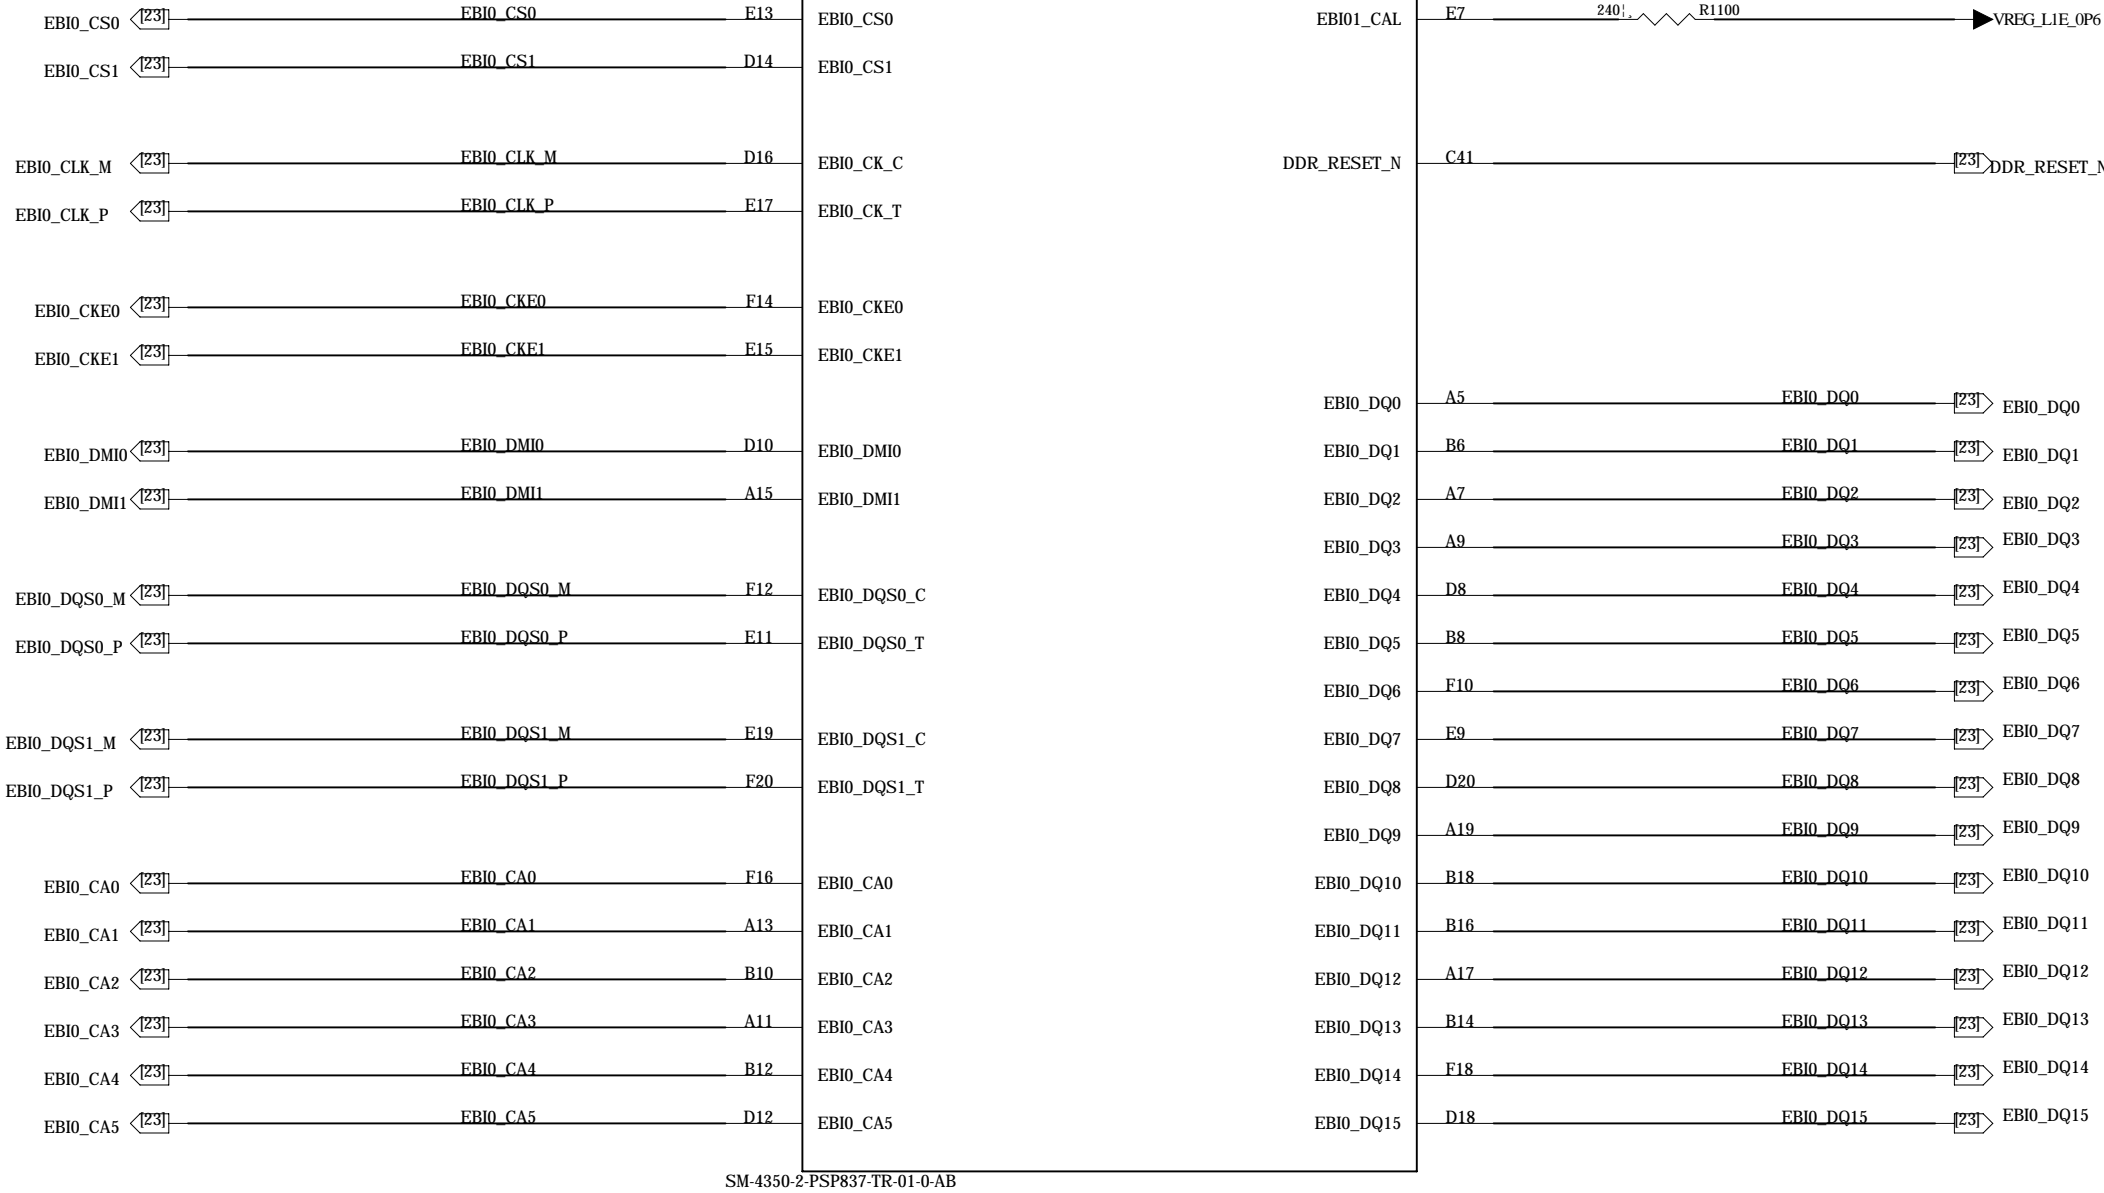 EBI0_CS0 [23] EBI0_CS0 E13 EBI0_CS0 EBI01_CAL E7 240 R1100 VREG_L1E_0P6
EBI0_CS1 [23] EBI0_CS1 D14 EBI0_CS1
EBI0_CLK_M [23] EBI0_CLK_M D16 EBI0_CK_C DDR_RESET_N C41 [23] DDR_RESET_N
EBI0_CLK_P [23] EBI0_CLK_P E17 EBI0_CK_T
EBI0_CKE0 [23] EBI0_CKE0 F14 EBI0_CKE0
EBI0_CKE1 [23] EBI0_CKE1 E15 EBI0_CKE1
EBI0_DQ0 A5 EBI0_DQ0 [23] EBI0_DQ0
EBI0_DMI0 [23] EBI0_DMI0 D10 EBI0_DMI0 EBI0_DQ1 B6 EBI0_DQ1 [23] EBI0_DQ1
EBI0_DMI1 [23] EBI0_DMI1 A15 EBI0_DMI1 EBI0_DQ2 A7 EBI0_DQ2 [23] EBI0_DQ2
EBI0_DQ3 A9 EBI0_DQ3 [23] EBI0_DQ3
EBI0_DQS0_M [23] EBI0_DQS0_M F12 EBI0_DQS0_C EBI0_DQ4 D8 EBI0_DQ4 [23] EBI0_DQ4
EBI0_DQS0_P [23] EBI0_DQS0_P E11 EBI0_DQS0_T EBI0_DQ5 B8 EBI0_DQ5 [23] EBI0_DQ5
EBI0_DQ6 F10 EBI0_DQ6 [23] EBI0_DQ6
EBI0_DQS1_M [23] EBI0_DQS1_M E19 EBI0_DQS1_C EBI0_DQ7 E9 EBI0_DQ7 [23] EBI0_DQ7
EBI0_DQS1_P [23] EBI0_DQS1_P F20 EBI0_DQS1_T EBI0_DQ8 D20 EBI0_DQ8 [23] EBI0_DQ8
EBI0_DQ9 A19 EBI0_DQ9 [23] EBI0_DQ9
EBI0_CA0 [23] EBI0_CA0 F16 EBI0_CA0 EBI0_DQ10 B18 EBI0_DQ10 [23] EBI0_DQ10
EBI0_CA1 [23] EBI0_CA1 A13 EBI0_CA1 EBI0_DQ11 B16 EBI0_DQ11 [23] EBI0_DQ11
EBI0_CA2 [23] EBI0_CA2 B10 EBI0_CA2 EBI0_DQ12 A17 EBI0_DQ12 [23] EBI0_DQ12
EBI0_CA3 [23] EBI0_CA3 A11 EBI0_CA3 EBI0_DQ13 B14 EBI0_DQ13 [23] EBI0_DQ13
EBI0_CA4 [23] EBI0_CA4 B12 EBI0_CA4 EBI0_DQ14 F18 EBI0_DQ14 [23] EBI0_DQ14
EBI0_CA5 [23] EBI0_CA5 D12 EBI0_CA5 EBI0_DQ15 D18 EBI0_DQ15 [23] EBI0_DQ15
SM-4350-2-PSP837-TR-01-0-AB